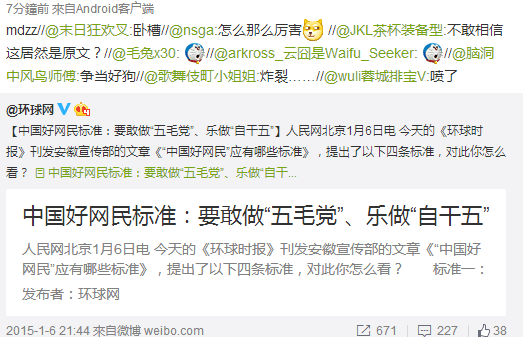 7分鐘前 來自Android客户端
mdzz//@末日狂欢叉:卧槽//@nsga:怎么那么厉害 //@JKL茶杯装备型:不敢相信
这居然是原文？//@毛兔x30: //@arkross_云囧是Waifu_Seeker: //@脑洞
中风鸟师傅:争当好狗//@歌舞伎町小姐姐:炸裂……//@wuli蓉城排宝V:喷了
@环球网
【中国好网民标准：要敢做“五毛党”、乐做“自干五”】人民网北京1月6日电 今天的《环球时
报》刊发安徽宣传部的文章《“中国好网民”应有哪些标准》，提出了以下四条标准，对此你怎么
看？ 中国好网民标准：要敢做“五毛党”、乐做“自干...
中国好网民标准：要敢做“五毛党”、乐做“自干五”
人民网北京1月6日电 今天的《环球时报》刊发安徽宣传部的文章《“中国好
网民”应有哪些标准》，提出了以下四条标准，对此你怎么看？ 标准一：
发布者：环球网
2015-1-6 21:44 來自微博 weibo.com 671 227 38